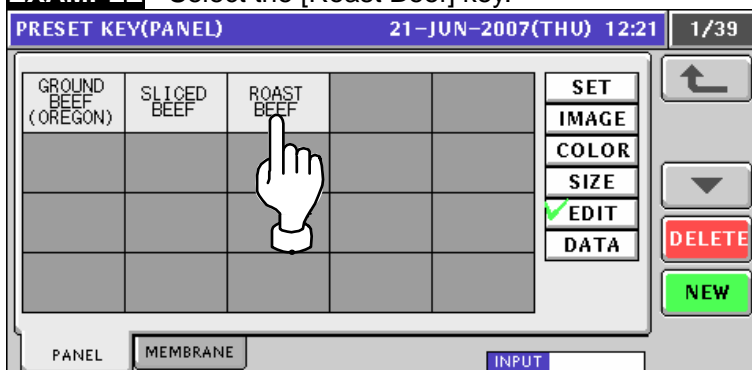 Select the [Roast Beef] key.
PRESET KEY(PANEL) 21-JUN-2007(THU) 12:21 1/39
GROUND
BEEF
(OREGON)
SLICED
BEEF
ROAST
BEEF
SET
IMAGE
COLOR
SIZE
EDIT
DATA
DELETE
NEW
PANEL
MEMBRANE
INPUT